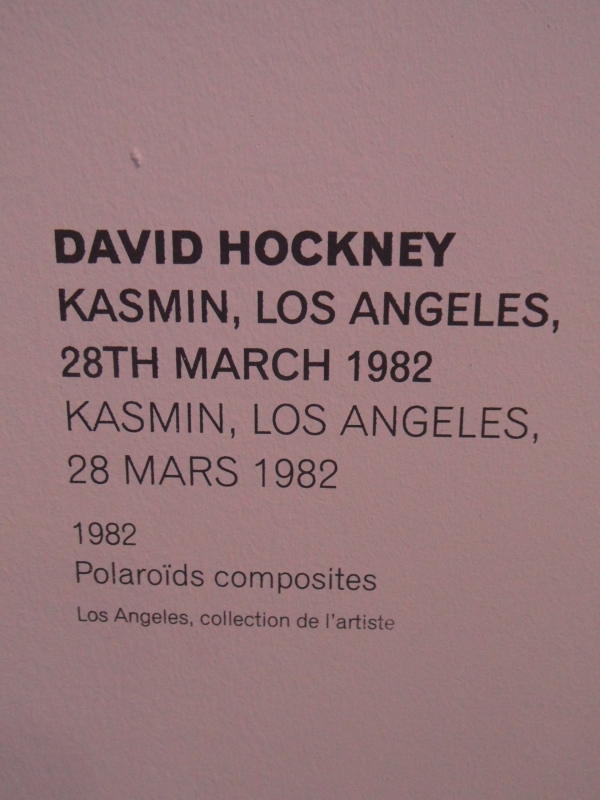 DAVID HOCKNEY
KASMIN, LOS ANGELES,
28TH MARCH 1982
KASMIN, LOS ANGELES,
28 MARS 1982
1982
Polaroïds composites
Los Angeles, collection de l'artiste